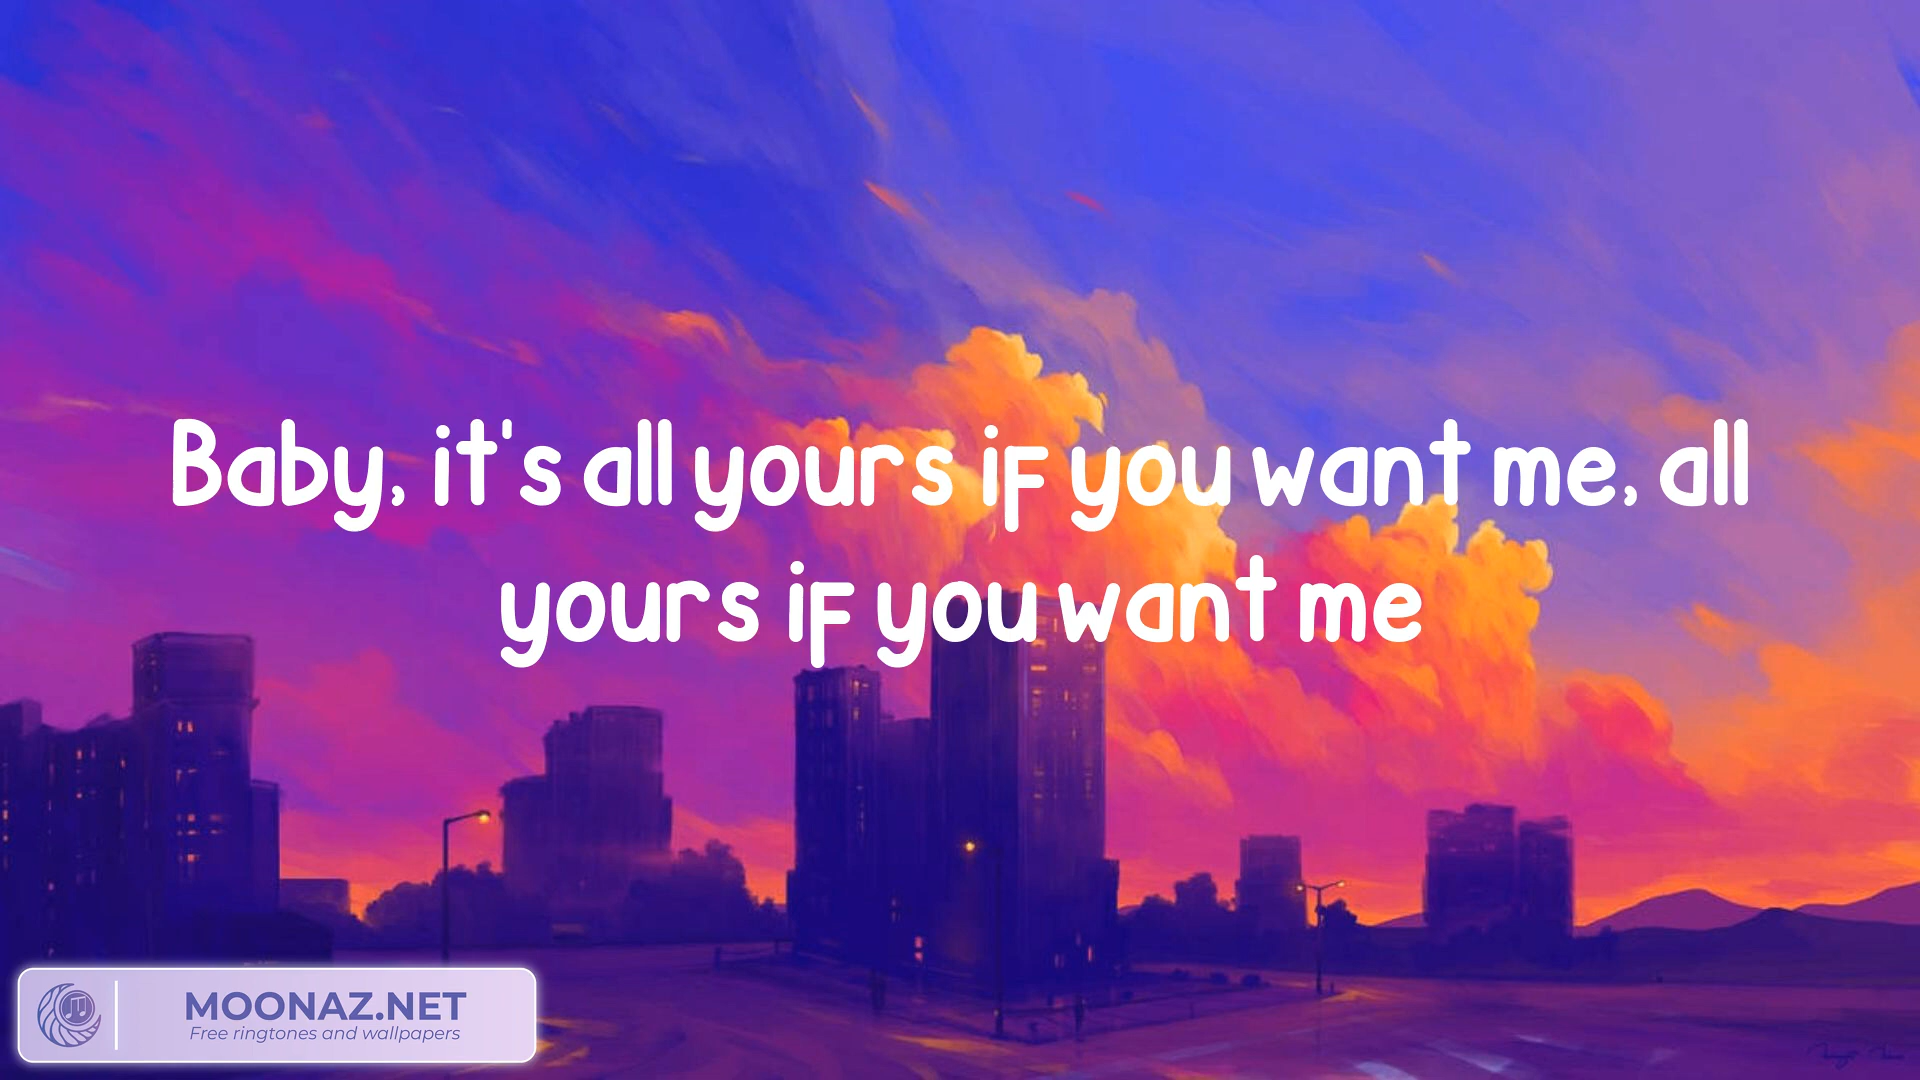 Baby, it's all yours if you want me, all
yours if you want me
MOONAZ.NET
Free ringtones and wallpapers